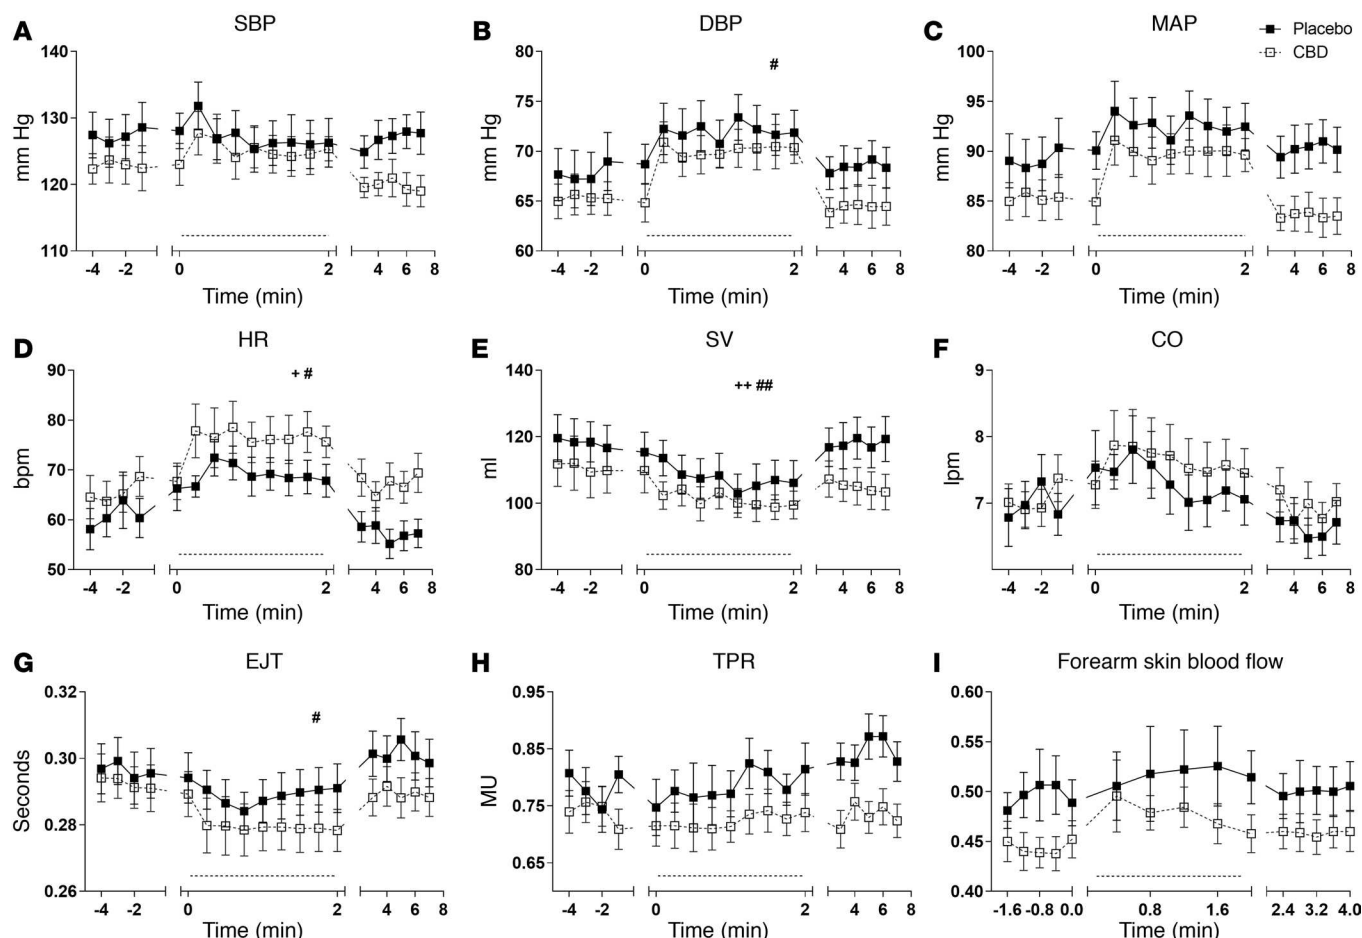 A SBP
140
130
120
110
mm Hg
-4 -2 0 2 4 6 8
Time (min)
B DBP
#
80
75
70
65
60
mm Hg
-4 -2 0 2 4 6 8
Time (min)
C MAP
Placebo
CBD
100
95
90
85
80
mm Hg
-4 -2 0 2 4 6 8
Time (min)
D HR
+ #
90
80
70
60
50
bpm
-4 -2 0 2 4 6 8
Time (min)
E SV
++ ##
140
120
100
80
ml
-4 -2 0 2 4 6 8
Time (min)
F CO
9
8
7
lpm
-4 -2 0 2 4 6 8
Time (min)
G EJT
#
0.32
0.30
0.28
0.26
Seconds
-4 -2 0 2 4 6 8
Time (min)
H TPR
0.95
0.85
0.75
0.65
MU
-4 -2 0 2 4 6 8
Time (min)
I Forearm skin blood flow
0.60
0.55
0.50
0.45
0.40
-1.6 -0.8 0.0 0.8 1.6 2.4 3.2 4.0
Time (min)